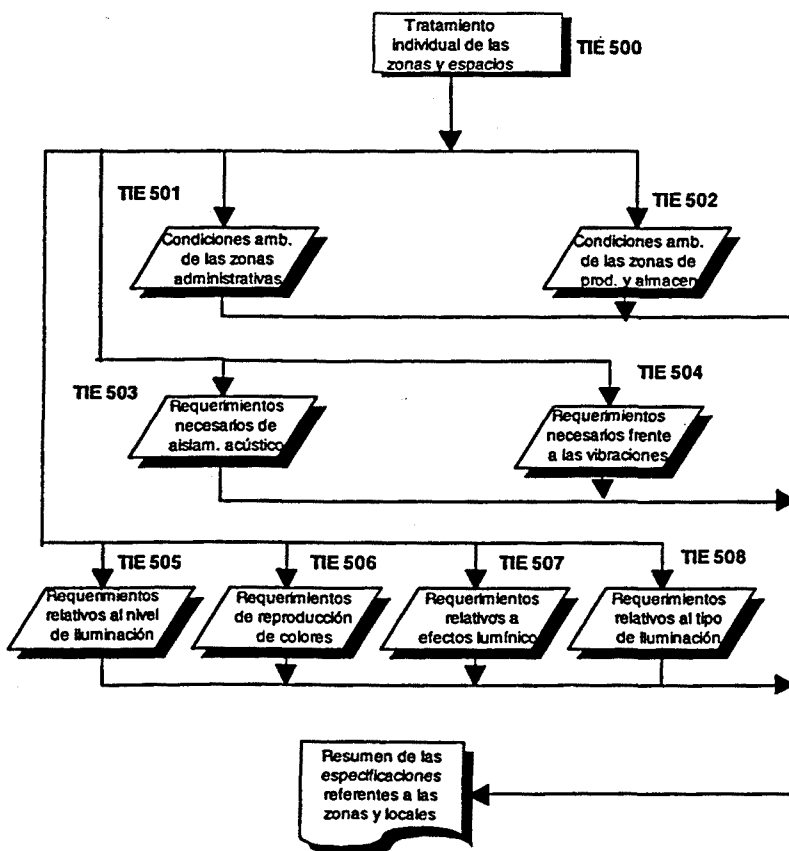 Tratamiento
individual de las
zonas y espacios
TIE 500
TIE 501
TIE 502
Condiciones amb.
de las zonas
administrativas
Condiciones amb.
de las zonas de
prod. y almacen
TIE 503
TIE 504
Requerimientos
necesarios de
aislam. acústico
Requerimientos
necesarios frente
a las vibraciones
TIE 505
TIE 506
TIE 507
TIE 508
Requerimientos
relativos al nivel
de iluminación
Requerimientos
de reproducción
de colores
Requerimientos
relativos a
efectos lumínico
Requerimientos
relativos al tipo
de iluminación
Resumen de las
especificaciones
referentes a las
zonas y locales